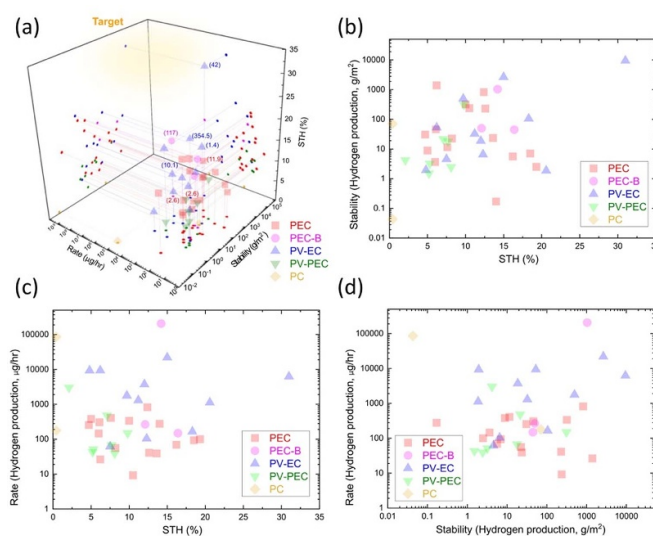 (a)
Target
35
30
25
20
15
10
5
0
STH (%)
(42)
(117)
(354.5)
(1.4)
(10.1)
(11.9)
(2.6)
(2.6)
Rate (μg/hr)
Stability(g/m²)
PEC
PEC-B
PV-EC
PV-PEC
PC
(b)
Stability (Hydrogen production, g/m²)
10000
1000
100
10
1
0.1
0.01
0 5 10 15 20 25 30 35
STH (%)
PEC
PEC-B
PV-EC
PV-PEC
PC
(c)
Rate (Hydrogen production, μg/hr)
100000
10000
1000
100
10
1
0 5 10 15 20 25 30 35
STH (%)
PEC
PEC-B
PV-EC
PV-PEC
PC
(d)
Rate (Hydrogen production, μg/hr)
100000
10000
1000
100
10
1
0.01 0.1 1 10 100 1000 10000
Stability (Hydrogen production, g/m²)
PEC
PEC-B
PV-EC
PV-PEC
PC